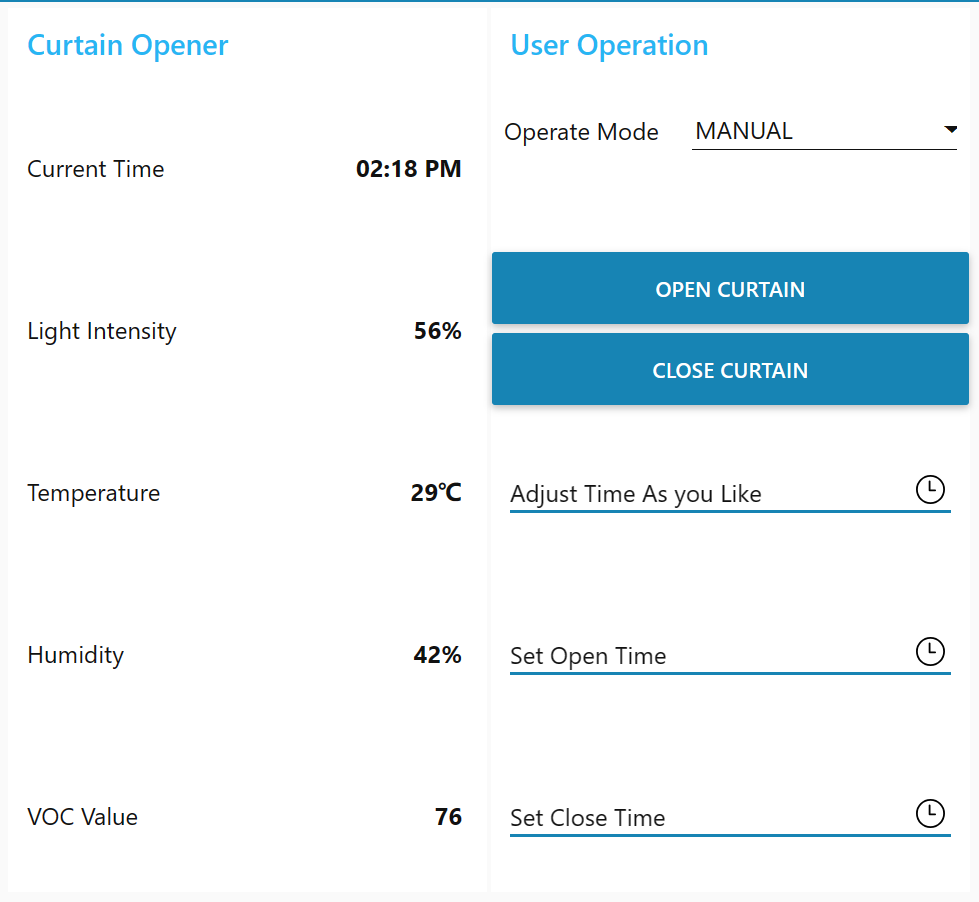 Curtain Opener
Current Time 02:18 PM
Light Intensity 56%
Temperature 29℃
Humidity 42%
VOC Value 76
User Operation
Operate Mode MANUAL
OPEN CURTAIN
CLOSE CURTAIN
Adjust Time As you Like
Set Open Time
Set Close Time